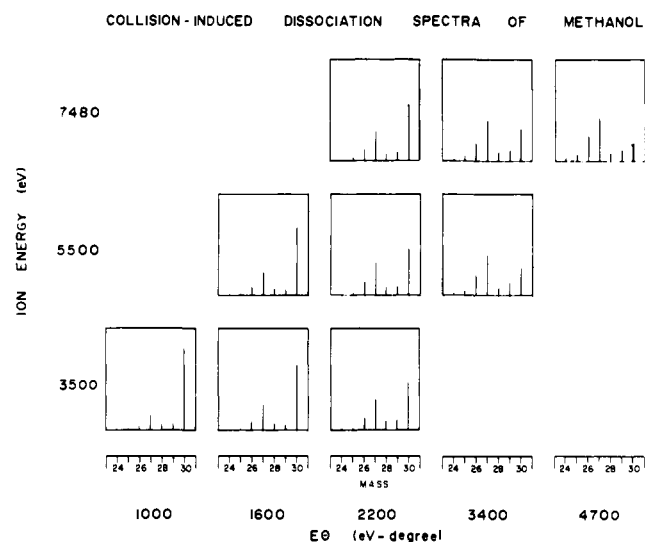 COLLISION-INDUCED DISSOCIATION SPECTRA OF METHANOL
7480
5500
3500
ION ENERGY (eV)
24 26 28 30 24 26 28 30 24 26 28 30 24 26 28 30 24 26 28 30
MASS
1000 1600 2200 3400 4700
EΘ (eV-degree)